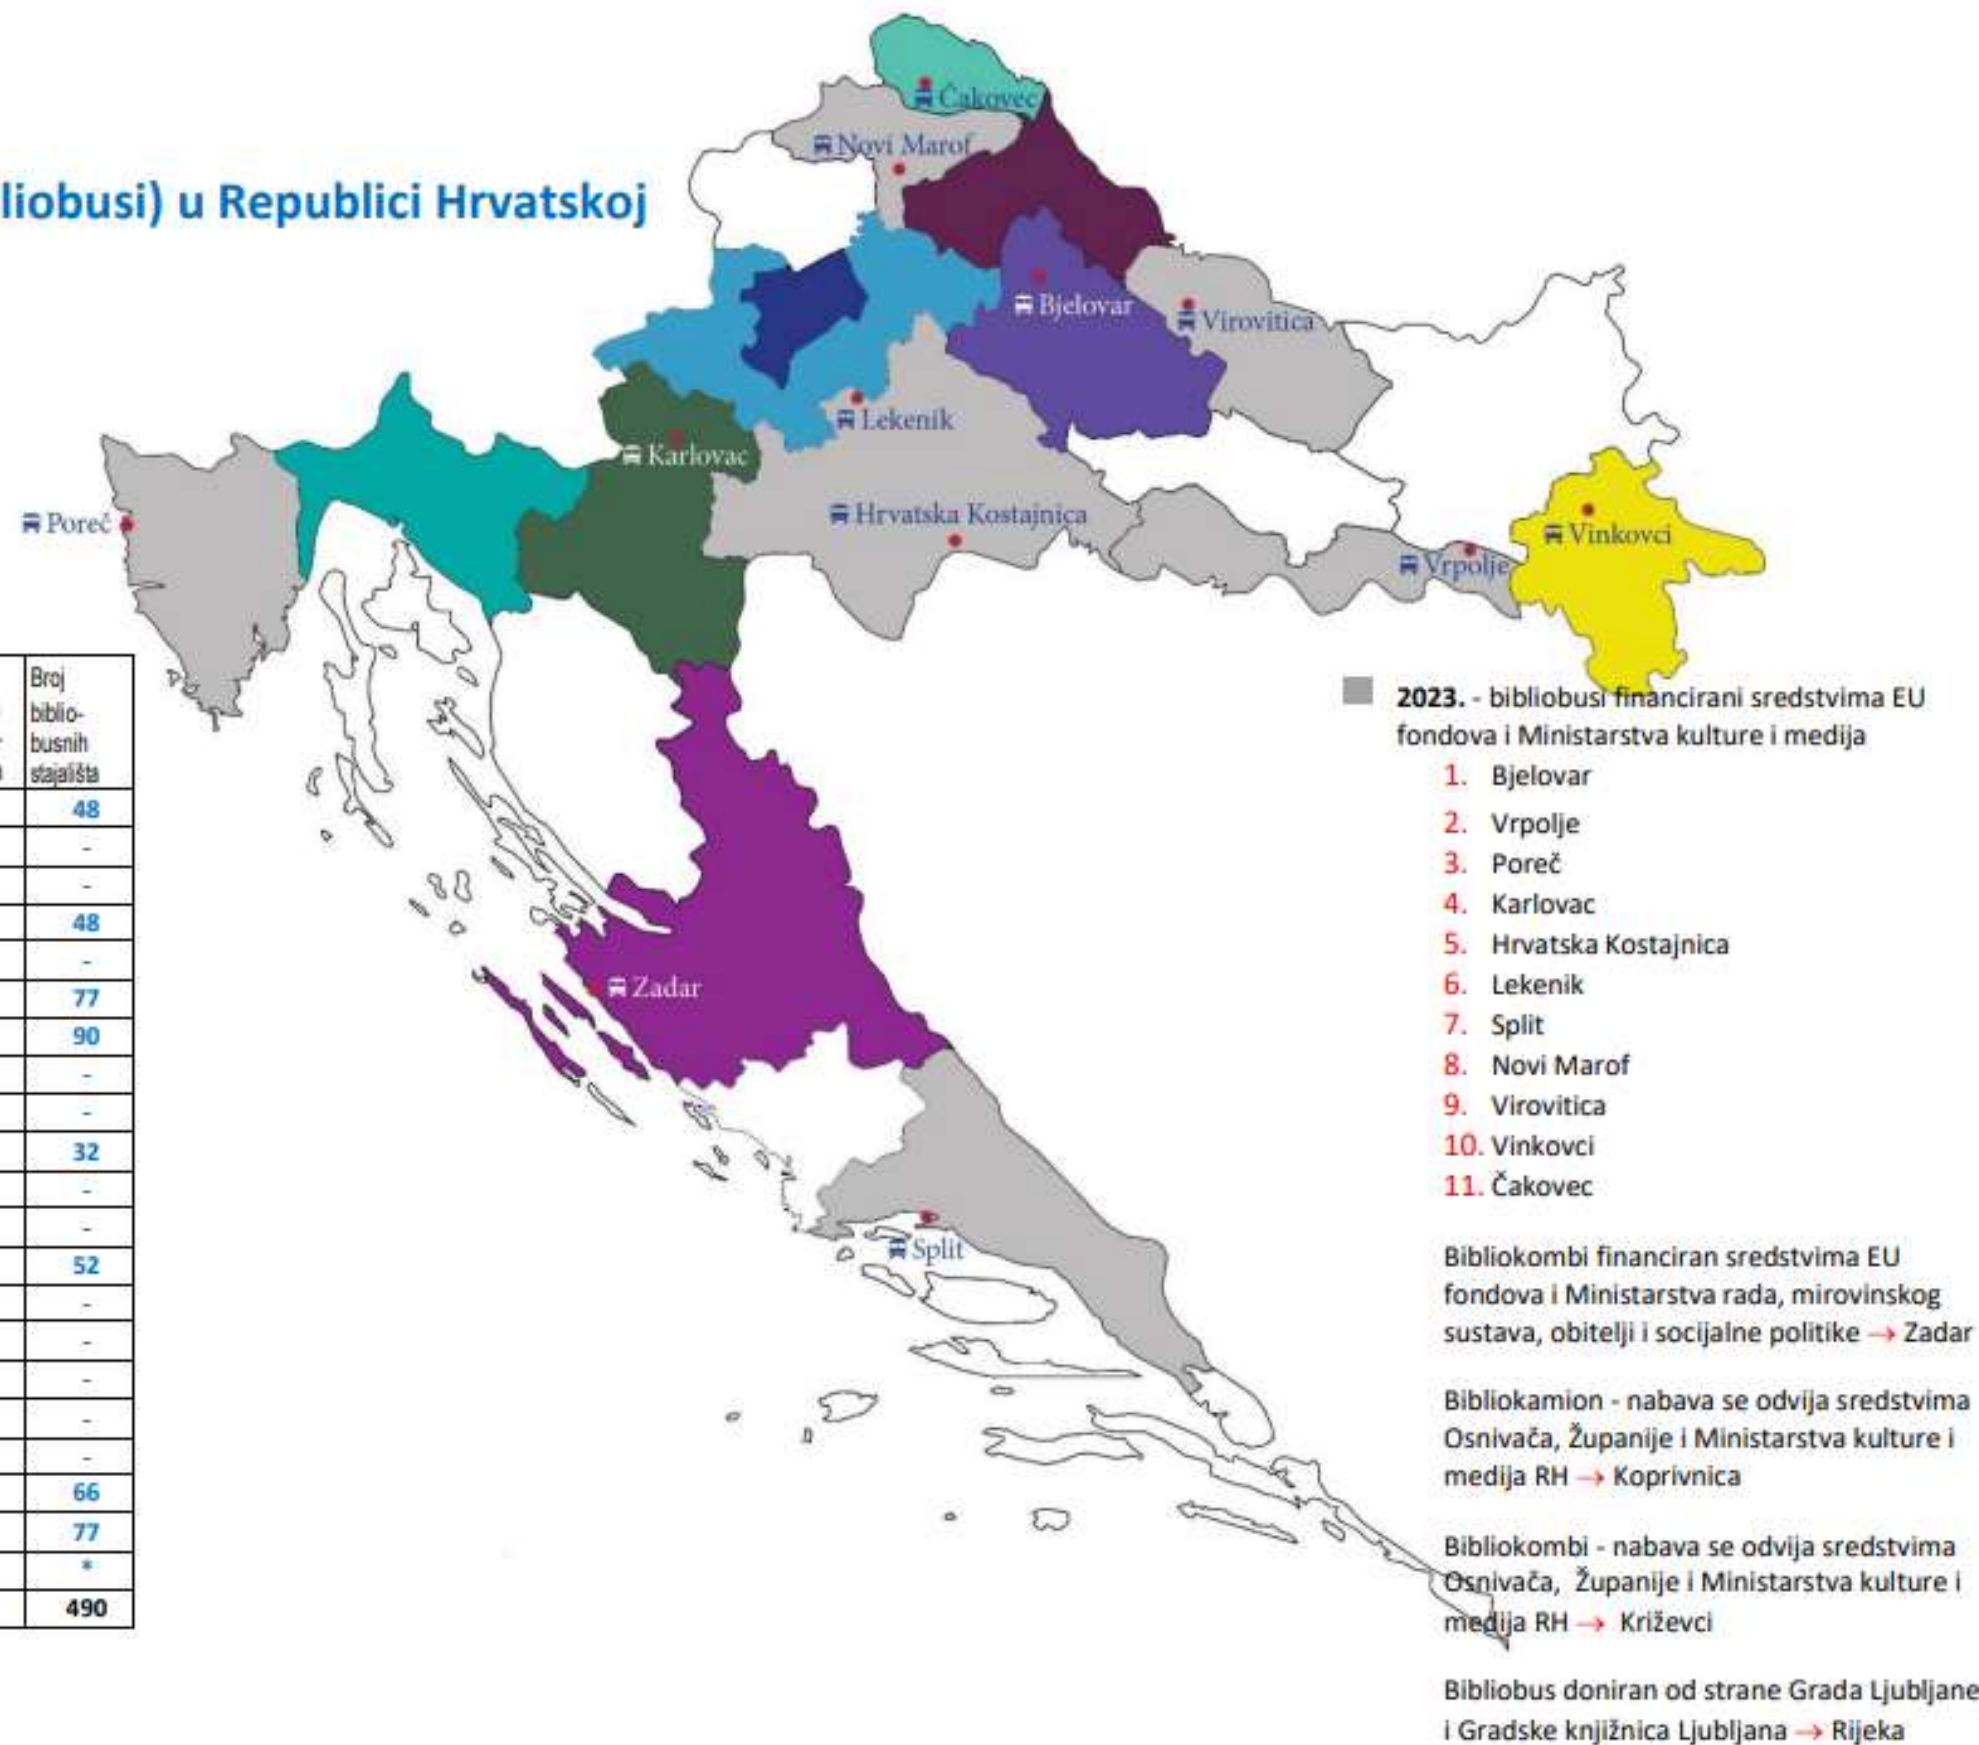 liobusi) u Republici Hrvatskoj
Čakovec
Novi Marof
Bjelovar
Virovitica
Lekenik
Karlovac
Poreč
Hrvatska Kostajnica
Vinkovci
Vrpolje
Zadar
Split
Broj
biblio-
busnih
stajališta
48
-
-
48
-
77
90
-
-
32
-
-
52
-
-
-
-
-
66
77
*
490
2023. - bibliobusi financirani sredstvima EU
fondova i Ministarstva kulture i medija
1. Bjelovar
2. Vrpolje
3. Poreč
4. Karlovac
5. Hrvatska Kostajnica
6. Lekenik
7. Split
8. Novi Marof
9. Virovitica
10. Vinkovci
11. Čakovec
Bibliokombi financiran sredstvima EU
fondova i Ministarstva rada, mirovinskog
sustava, obitelji i socijalne politike → Zadar
Bibliokamion - nabava se odvija sredstvima
Osnivača, Županije i Ministarstva kulture i
medija RH → Koprivnica
Bibliokombi - nabava se odvija sredstvima
Osnivača, Županije i Ministarstva kulture i
medija RH → Križevci
Bibliobus doniran od strane Grada Ljubljane
i Gradske knjižnica Ljubljana → Rijeka